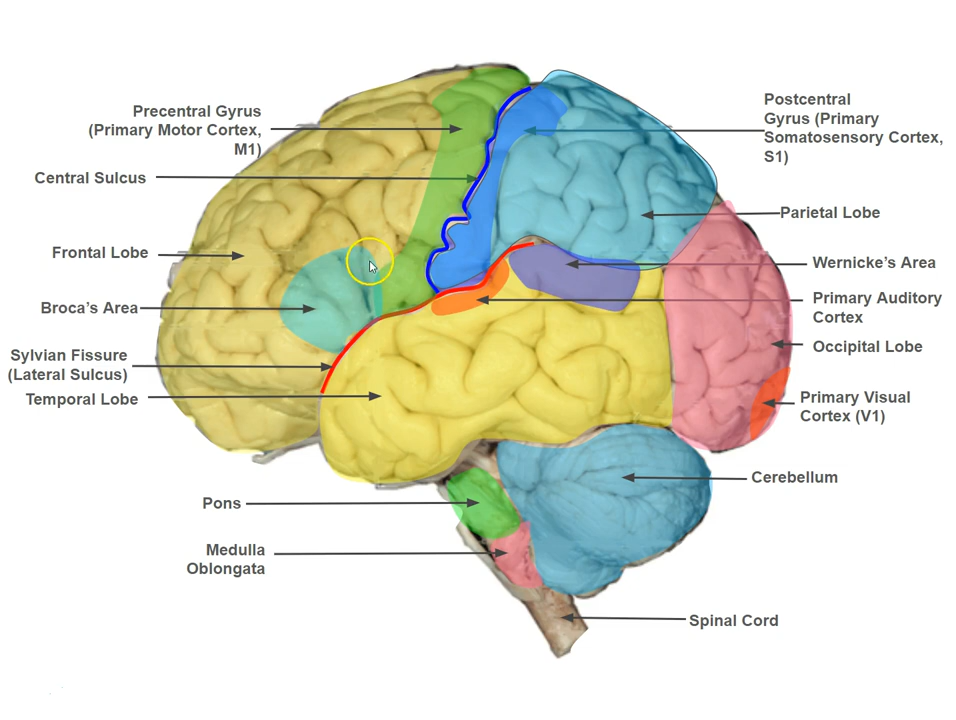 Precentral Gyrus
(Primary Motor Cortex,
M1)
Central Sulcus
Frontal Lobe
Broca's Area
Sylvian Fissure
(Lateral Sulcus)
Temporal Lobe
Pons
Medulla
Oblongata
Postcentral
Gyrus (Primary
Somatosensory Cortex,
S1)
Parietal Lobe
Wernicke's Area
Primary Auditory
Cortex
Occipital Lobe
Primary Visual
Cortex (V1)
Cerebellum
Spinal Cord